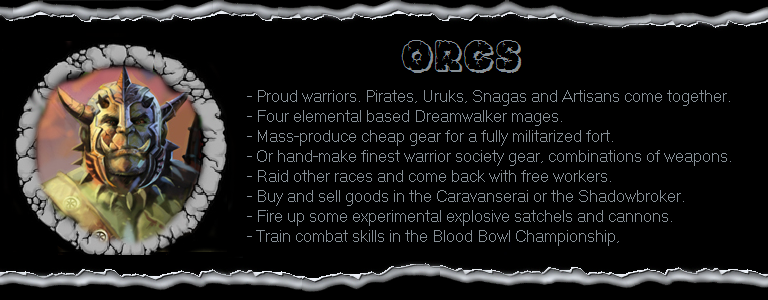 ORCS
- Proud warriors. Pirates, Uruks, Snagas and Artisans come together.
- Four elemental based Dreamwalker mages.
- Mass-produce cheap gear for a fully militarized fort.
- Or hand-make finest warrior society gear, combinations of weapons.
- Raid other races and come back with free workers.
- Buy and sell goods in the Caravanserai or the Shadowbroker.
- Fire up some experimental explosive satchels and cannons.
- Train combat skills in the Blood Bowl Championship,